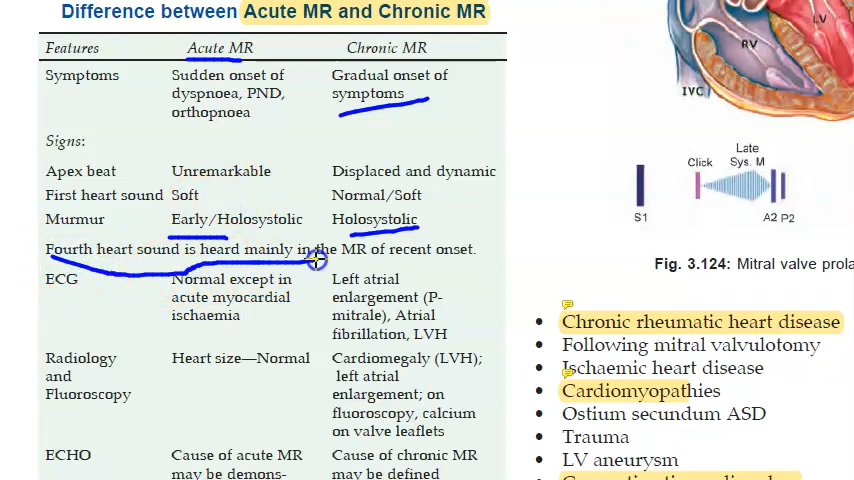 Difference between Acute MR and Chronic MR
Features Acute MR Chronic MR
Symptoms Sudden onset of Gradual onset of
dyspnoea, PND, symptoms
orthopnoea
Signs:
Apex beat Unremarkable Displaced and dynamic
First heart sound Soft Normal/Soft
Murmur Early/Holosystolic Holosystolic
Fourth heart sound is heard mainly in the MR of recent onset.
ECG Normal except in Left atrial
acute myocardial enlargement (P-
ischaemia mitrale), Atrial
fibrillation, LVH
Radiology Heart size—Normal Cardiomegaly (LVH);
and left atrial
Fluoroscopy enlargement; on
fluoroscopy, calcium
on valve leaflets
ECHO Cause of acute MR Cause of chronic MR
may be demons- may be defined
LV
RV
IVC
Late
Click Sys. M
S1 A2 P2
Fig. 3.124: Mitral valve prola
• Chronic rheumatic heart disease
• Following mitral valvulotomy
• Ischaemic heart disease
• Cardiomyopathies
• Ostium secundum ASD
• Trauma
• LV aneurysm